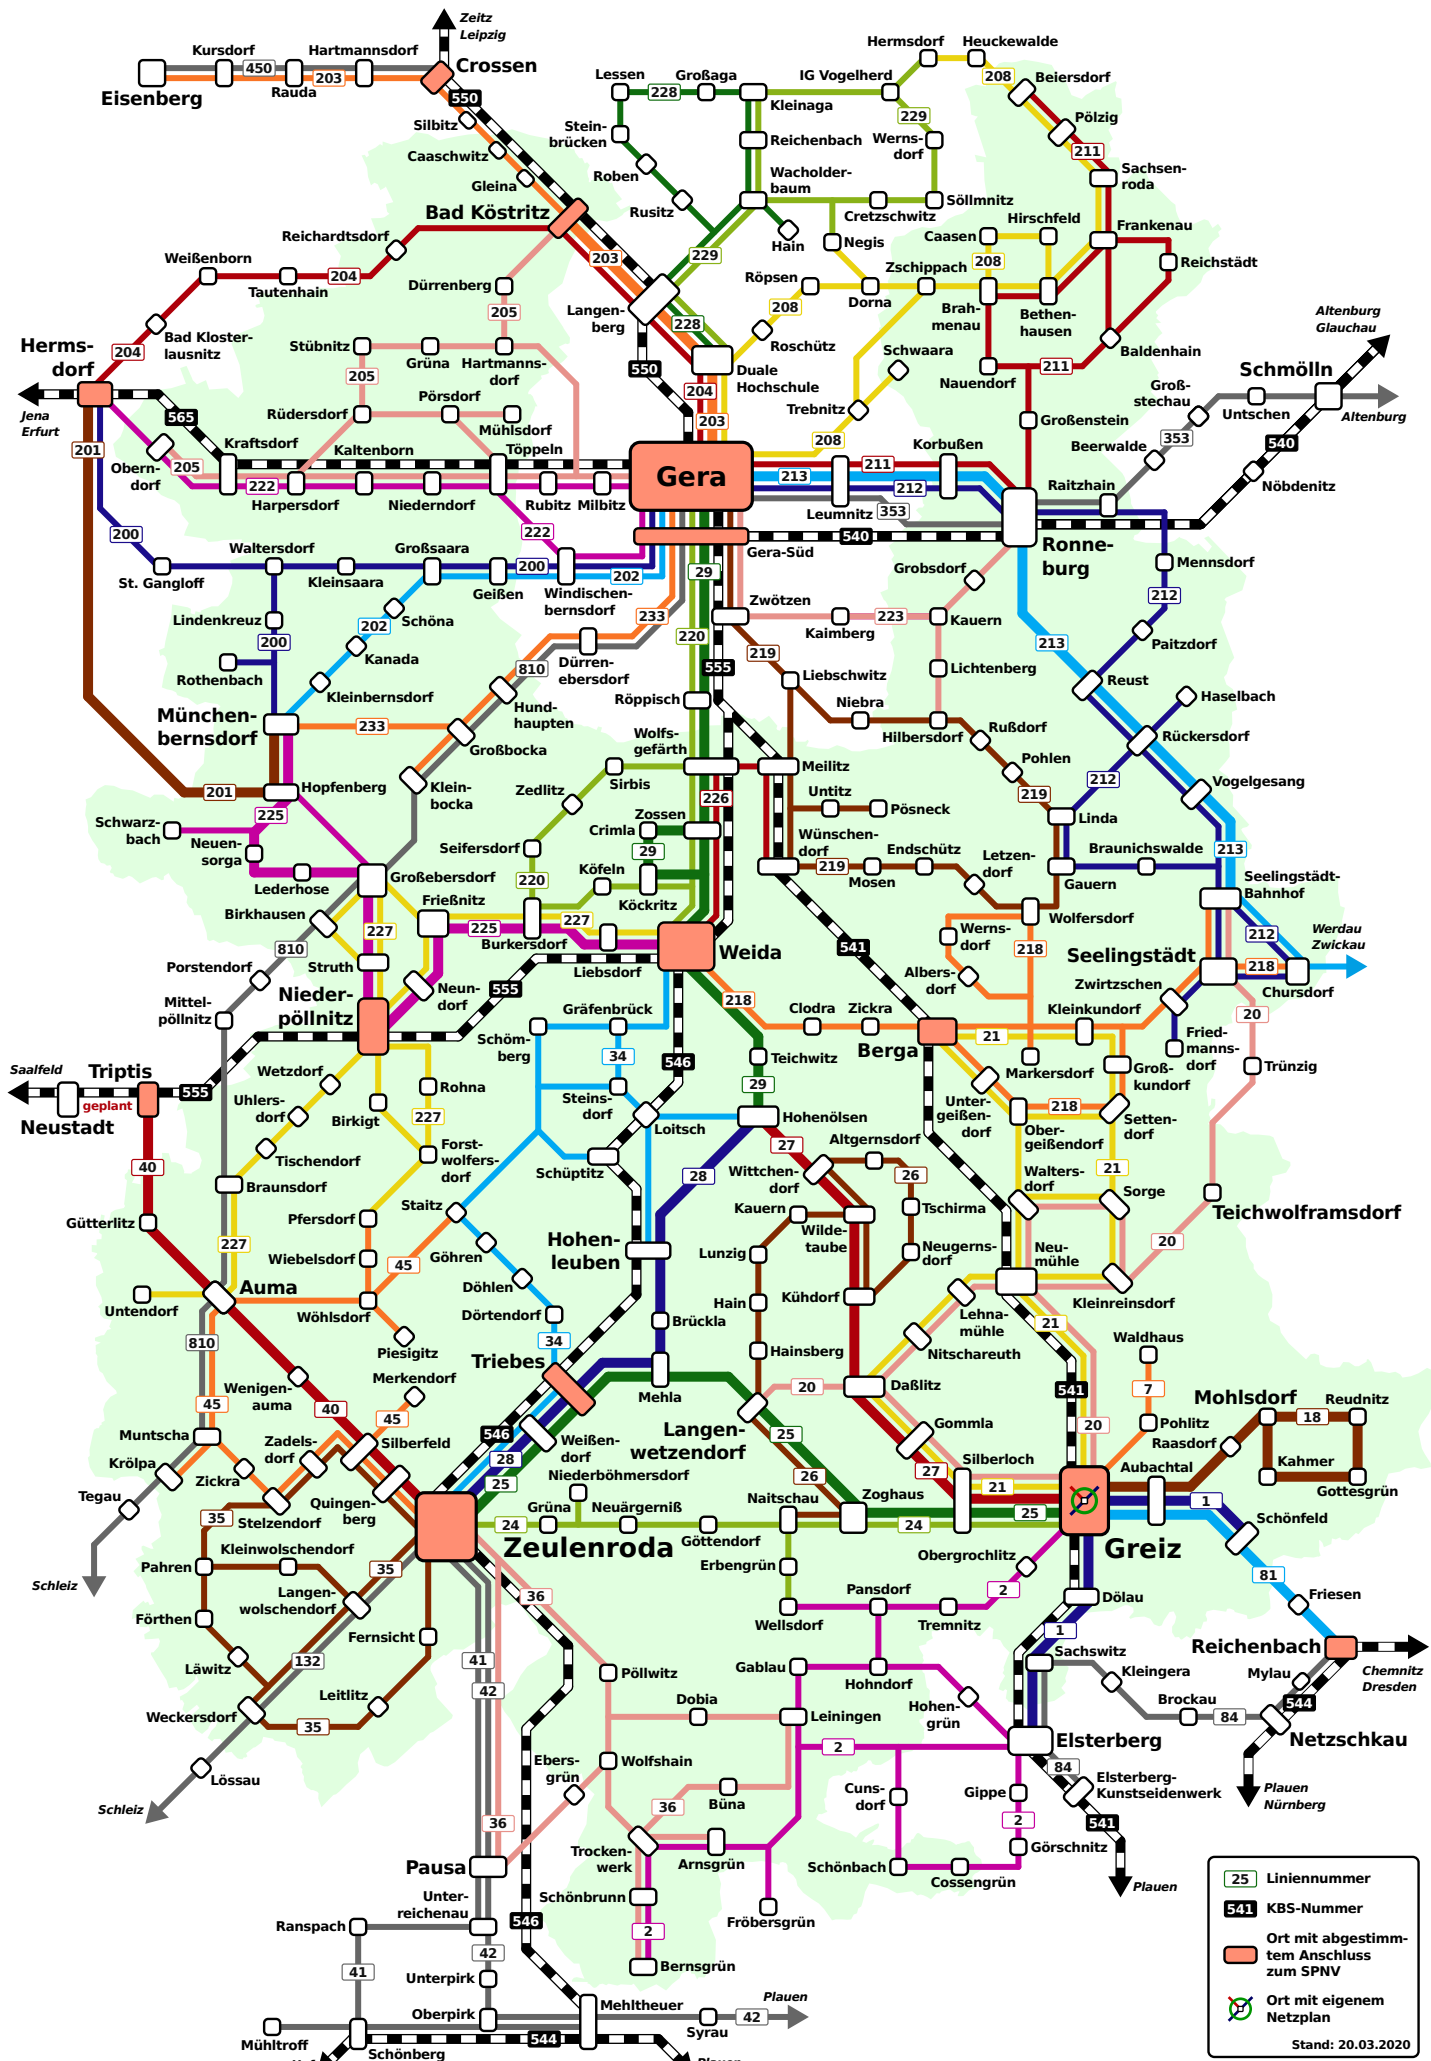 Zeitz
Leipzig
Kursdorf
Hartmannsdorf
450
203
Rauda
Eisenberg
Crossen
550
Silbitz
Caaschwitz
Gleina
Bad Köstritz
203
Lessen
228
Großaga
Kleinaga
IG Vogelherd
Hermsdorf
Heuckewalde
208
Beiersdorf
Pölzig
211
Sachsen-
roda
229
Werns-
dorf
Stein-
brücken
Roben
Rusitz
Reichenbach
Wacholder-
baum
Cretzschwitz
Söllmnitz
Hain
Negis
229
Caasen
Hirschfeld
Frankenau
Reichstädt
208
Zschippach
Röpsen
Dorna
208
Brah-
menau
Bethen-
hausen
Baldenhain
Nauendorf
211
Reichardtsdorf
Weißenborn
Tautenhain
204
Bad Kloster-
lausnitz
204
Dürrenberg
205
Langen-
berg
228
550
Roschütz
Duale
Hochschule
204
203
Schwaara
Trebnitz
208
Großenstein
Herms-
dorf
Jena
Erfurt
565
Stübnitz
Grüna
Hartmanns-
dorf
205
Rüdersdorf
Pörsdorf
Mühlsdorf
Altenburg
Glauchau
Schmölln
Altenburg
Groß-
stechau
Untschen
Beerwalde
353
540
Nöbdenitz
Raitzhain
201
Obern-
dorf
205
Kraftsdorf
222
Harpersdorf
Kaltenborn
Niederndorf
Töppeln
Rubitz
Milbitz
Gera
211
213
212
Leumnitz
353
Korbußen
Ronne-
burg
200
222
St. Gangloff
Waltersdorf
Kleinsaara
Großsaara
Geißen
200
Windischen-
bernsdorf
202
Gera-Süd
540
29
Grobsdorf
Mennsdorf
212
Paitzdorf
213
Lindenkreuz
200
Rothenbach
202
Schöna
Kanada
Kleinbernsdorf
233
810
Dürren-
ebersdorf
220
Zwötzen
Kaimberg
223
Kauern
Lichtenberg
219
555
Liebschwitz
Niebra
Hilbersdorf
Rußdorf
Pohlen
219
Reust
Haselbach
Rückersdorf
212
Vogelgesang
Hund-
haupten
Röppisch
München-
bernsdorf
233
Großbocka
Klein-
bocka
Wolfs-
gefärth
Meilitz
Sirbis
Zedlitz
Untitz
Pösneck
Linda
201
Hopfenberg
225
226
Zossen
Crimla
29
Seifersdorf
Schwarz-
bach
Neuen-
sorga
Lederhose
Großebersdorf
Köfeln
Köckritz
220
Wünschen-
dorf
219
Mosen
Endschütz
Letzen-
dorf
Gauern
Braunichswalde
213
Seelingstädt-
Bahnhof
Birkhausen
227
Frießnitz
225
Burkersdorf
227
Liebsdorf
Weida
541
Wolfersdorf
Werns-
dorf
218
Albers-
dorf
212
Werdau
Zwickau
Seelingstädt
218
Chursdorf
810
Porstendorf
Struth
Mittel-
pöllnitz
Nieder-
pöllnitz
Neun-
dorf
555
218
Clodra
Zickra
Berga
21
Zwirtzschen
Kleinkundorf
Fried-
manns-
dorf
20
Trünzig
Gräfenbrück
Schöm-
berg
34
Steins-
dorf
546
Teichwitz
29
Markersdorf
Groß-
kundorf
Saalfeld
Triptis
geplant
Neustadt
555
Wetzdorf
Uhlers-
dorf
Birkigt
Rohna
227
Tischendorf
Forst-
wolfers-
dorf
Loitsch
Hohenölsen
Schüptitz
27
28
Altgernsdorf
Wittchen-
dorf
26
Unter-
geißen-
dorf
218
Ober-
geißendorf
Setten-
dorf
40
Gütterlitz
Braunsdorf
227
Pfersdorf
Wiebelsdorf
Staitz
45
Göhren
Döhlen
Dörtendorf
Hohen-
leuben
Kauern
Wilde-
taube
Tschirma
Neugerns-
dorf
Lunzig
Hain
Kühdorf
Hainsberg
Walters-
dorf
21
Sorge
Teichwolframsdorf
20
Neu-
mühle
Kleinreinsdorf
Lehna-
mühle
Nitschareuth
21
Untendorf
Auma
Wöhlsdorf
Piesigitz
810
34
Brückla
Mehla
Triebes
Merkendorf
45
Wenigen-
auma
40
45
Muntscha
Zadels-
dorf
Silberfeld
Krölpa
Zickra
Tegau
Stelzendorf
Quingen-
berg
546
28
25
Weißen-
dorf
20
Daßlitz
Langen-
wetzendorf
25
26
Gommla
27
Silberloch
21
541
20
Waldhaus
7
Pohlitz
Mohlsdorf
Reudnitz
18
Raasdorf
Kahmer
Gottesgrün
Aubachtal
1
Niederböhmersdorf
24
Grüna
Neuärgerniß
Göttendorf
Naitschau
Zoghaus
24
25
Greiz
Schönfeld
81
Friesen
Zeulenroda
Erbengrün
Wellsdorf
Obergrochlitz
2
Pansdorf
Tremnitz
Dölau
1
35
Pahren
Kleinwolschendorf
35
Langen-
wolschendorf
Förthen
Schleiz
Fernsicht
36
Läwitz
132
Leitlitz
Weckersdorf
35
Lössau
Schleiz
41
42
Pöllwitz
Gablau
Hohndorf
Hohen-
grün
Sachswitz
Kleingera
Brockau
84
Reichenbach
Mylau
544
Chemnitz
Dresden
Netzschkau
Plauen
Nürnberg
Dobia
Leiningen
2
Elsterberg
84
Elsterberg-
Kunstseidenwerk
541
Plauen
Wolfshain
Ebers-
grün
Büna
36
36
Cuns-
dorf
Gippe
2
Görschnitz
Schönbach
Cossengrün
Trocken-
werk
Arnsgrün
Pausa
Schönbrunn
Fröbersgrün
2
Bernsgrün
Unter-
reichenau
Ranspach
546
42
41
Unterpirk
Oberpirk
Mehltheuer
Plauen
Syrau
42
Mühltroff
Schönberg
544
25
Liniennummer
541
KBS-Nummer
Ort mit abgestimm-
tem Anschluss
zum SPNV
Ort mit eigenem
Netzplan
Stand: 20.03.2020